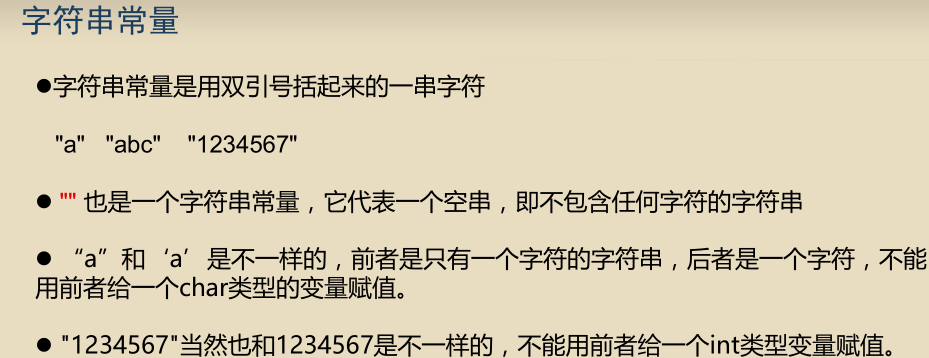 字符串常量
●字符串常量是用双引号括起来的一串字符
"a" "abc" "1234567"
● "" 也是一个字符串常量，它代表一个空串，即不包含任何字符的字符串
● “a”和‘a’是不一样的，前者是只有一个字符的字符串，后者是一个字符，不能
用前者给一个char类型的变量赋值。
● "1234567"当然也和1234567是不一样的，不能用前者给一个int类型变量赋值。